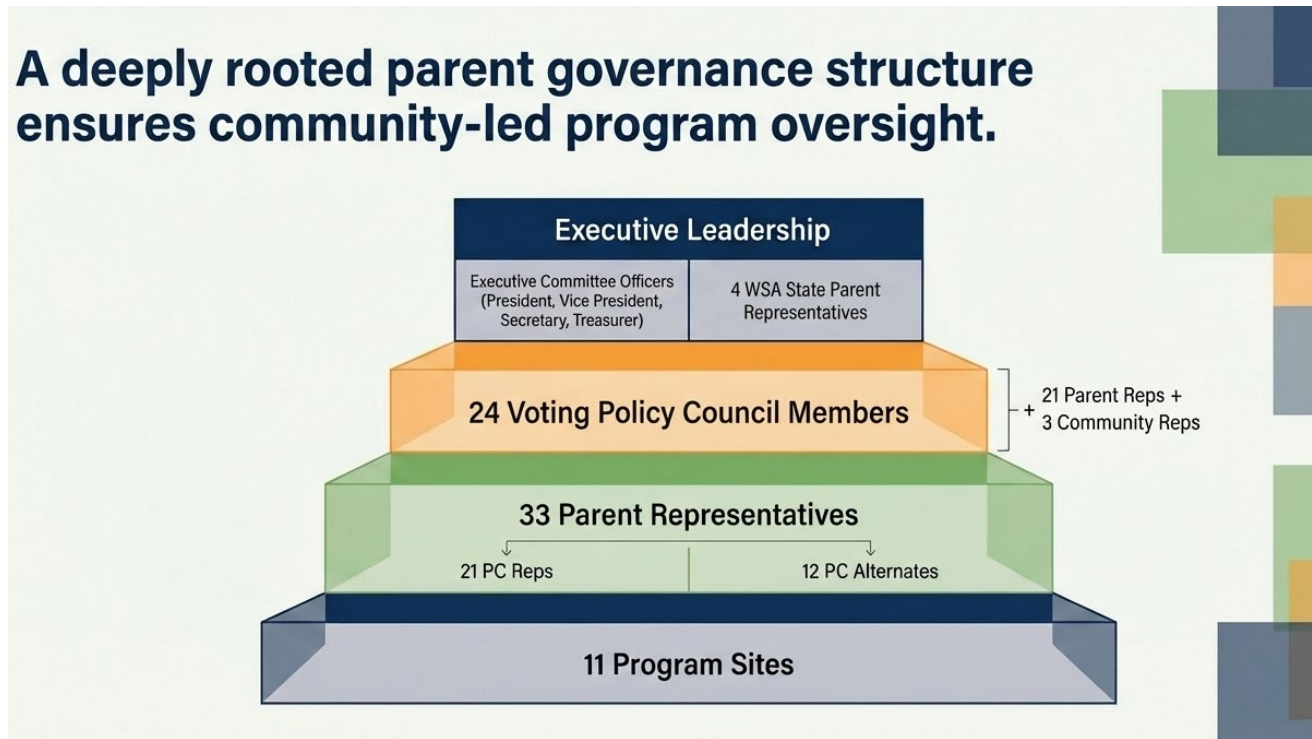 A deeply rooted parent governance structure
ensures community-led program oversight.
Executive Leadership
Executive Committee Officers
(President, Vice President,
Secretary, Treasurer)
4 WSA State Parent
Representatives
24 Voting Policy Council Members
+
21 Parent Reps +
3 Community Reps
33 Parent Representatives
21 PC Reps
12 PC Alternates
11 Program Sites